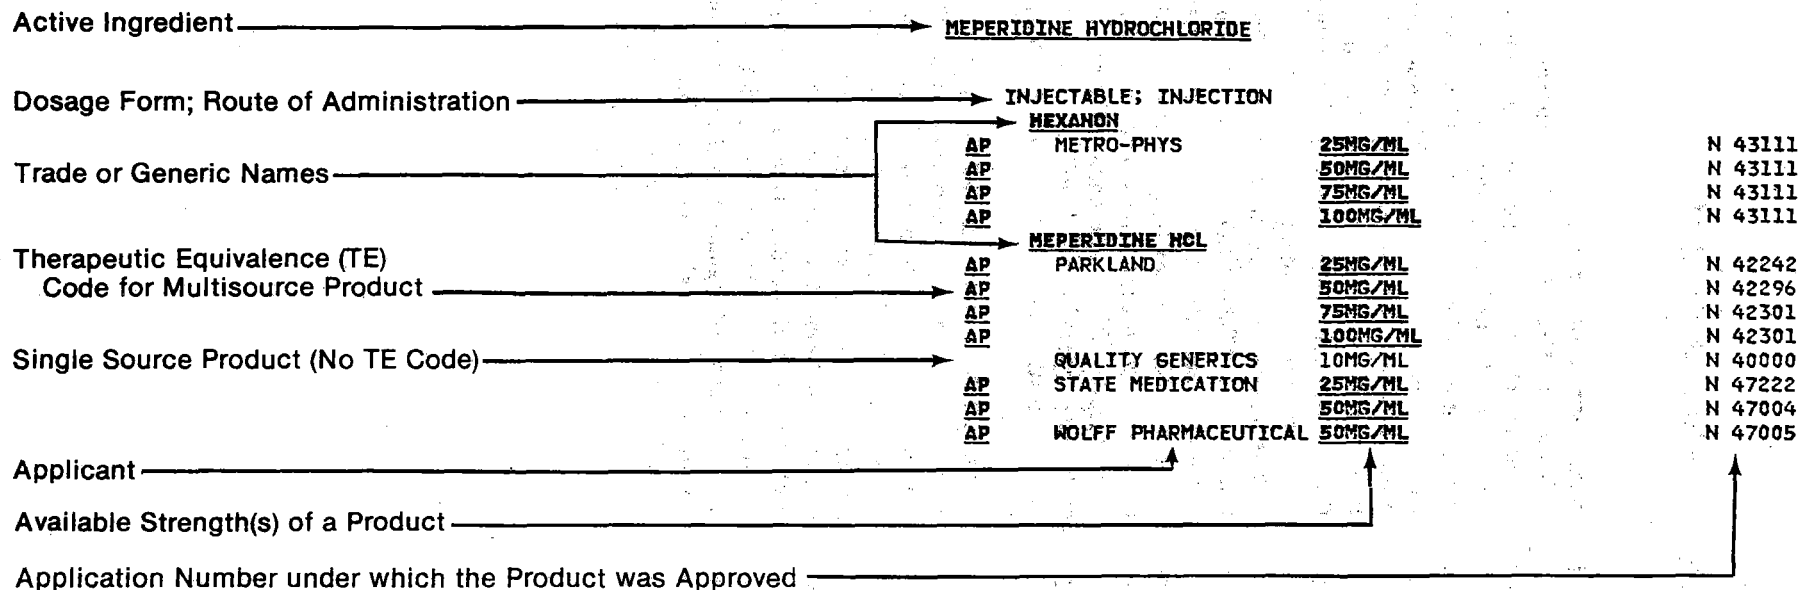 Active Ingredient MEPERIDINE HYDROCHLORIDE
Dosage Form; Route of Administration INJECTABLE; INJECTION
HEXANON
AP METRO-PHYS 25MG/ML N 43111
Trade or Generic Names AP 50MG/ML N 43111
AP 75MG/ML N 43111
AP 100MG/ML N 43111
MEPERIDINE HCL
Therapeutic Equivalence (TE) AP PARKLAND 25MG/ML N 42242
Code for Multisource Product AP 50MG/ML N 42296
AP 75MG/ML N 42301
AP 100MG/ML N 42301
Single Source Product (No TE Code) QUALITY GENERICS 10MG/ML N 40000
AP STATE MEDICATION 25MG/ML N 47222
AP 50MG/ML N 47004
AP WOLFF PHARMACEUTICAL 50MG/ML N 47005
Applicant
Available Strength(s) of a Product
Application Number under which the Product was Approved